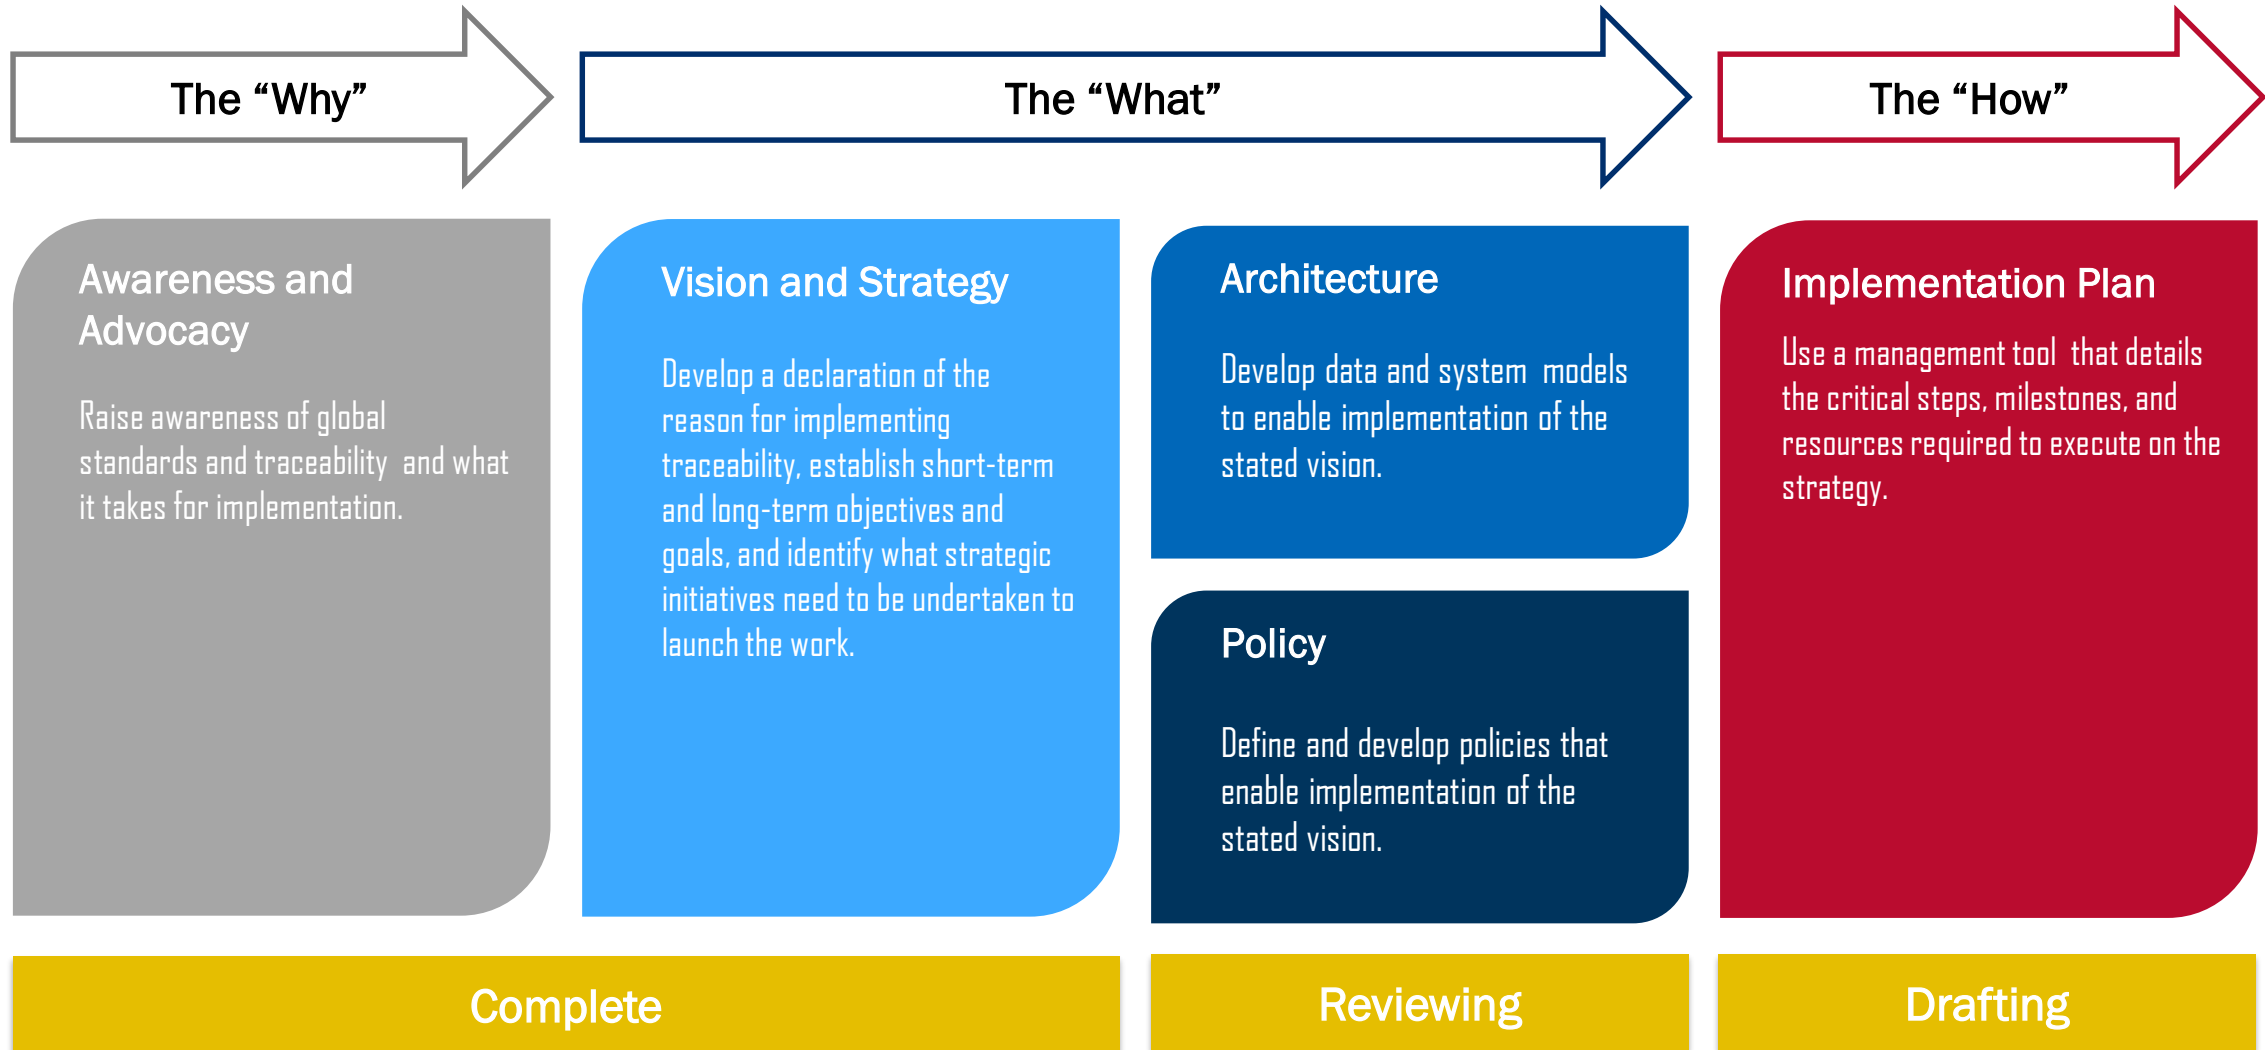 The “Why”
The “What”
The “How”
Awareness and
Advocacy
Raise awareness of global
standards and traceability and what
it takes for implementation.
Vision and Strategy
Develop a declaration of the
reason for implementing
traceability, establish short-term
and long-term objectives and
goals, and identify what strategic
initiatives need to be undertaken to
launch the work.
Architecture
Develop data and system models
to enable implementation of the
stated vision.
Policy
Define and develop policies that
enable implementation of the
stated vision.
Implementation Plan
Use a management tool that details
the critical steps, milestones, and
resources required to execute on the
strategy.
Complete
Reviewing
Drafting